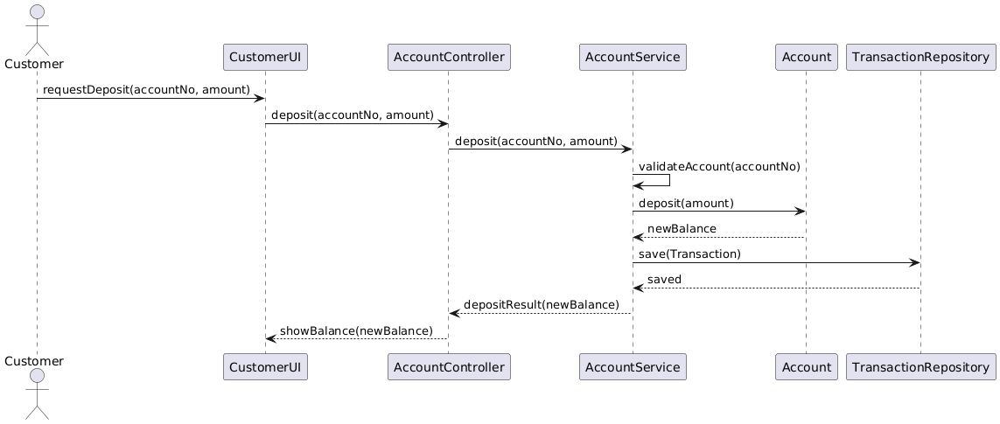 Customer
CustomerUI
AccountController
AccountService
Account
TransactionRepository
requestDeposit(accountNo, amount)
deposit(accountNo, amount)
deposit(accountNo, amount)
validateAccount(accountNo)
deposit(amount)
newBalance
save(Transaction)
saved
depositResult(newBalance)
showBalance(newBalance)
Customer
CustomerUI
AccountController
AccountService
Account
TransactionRepository